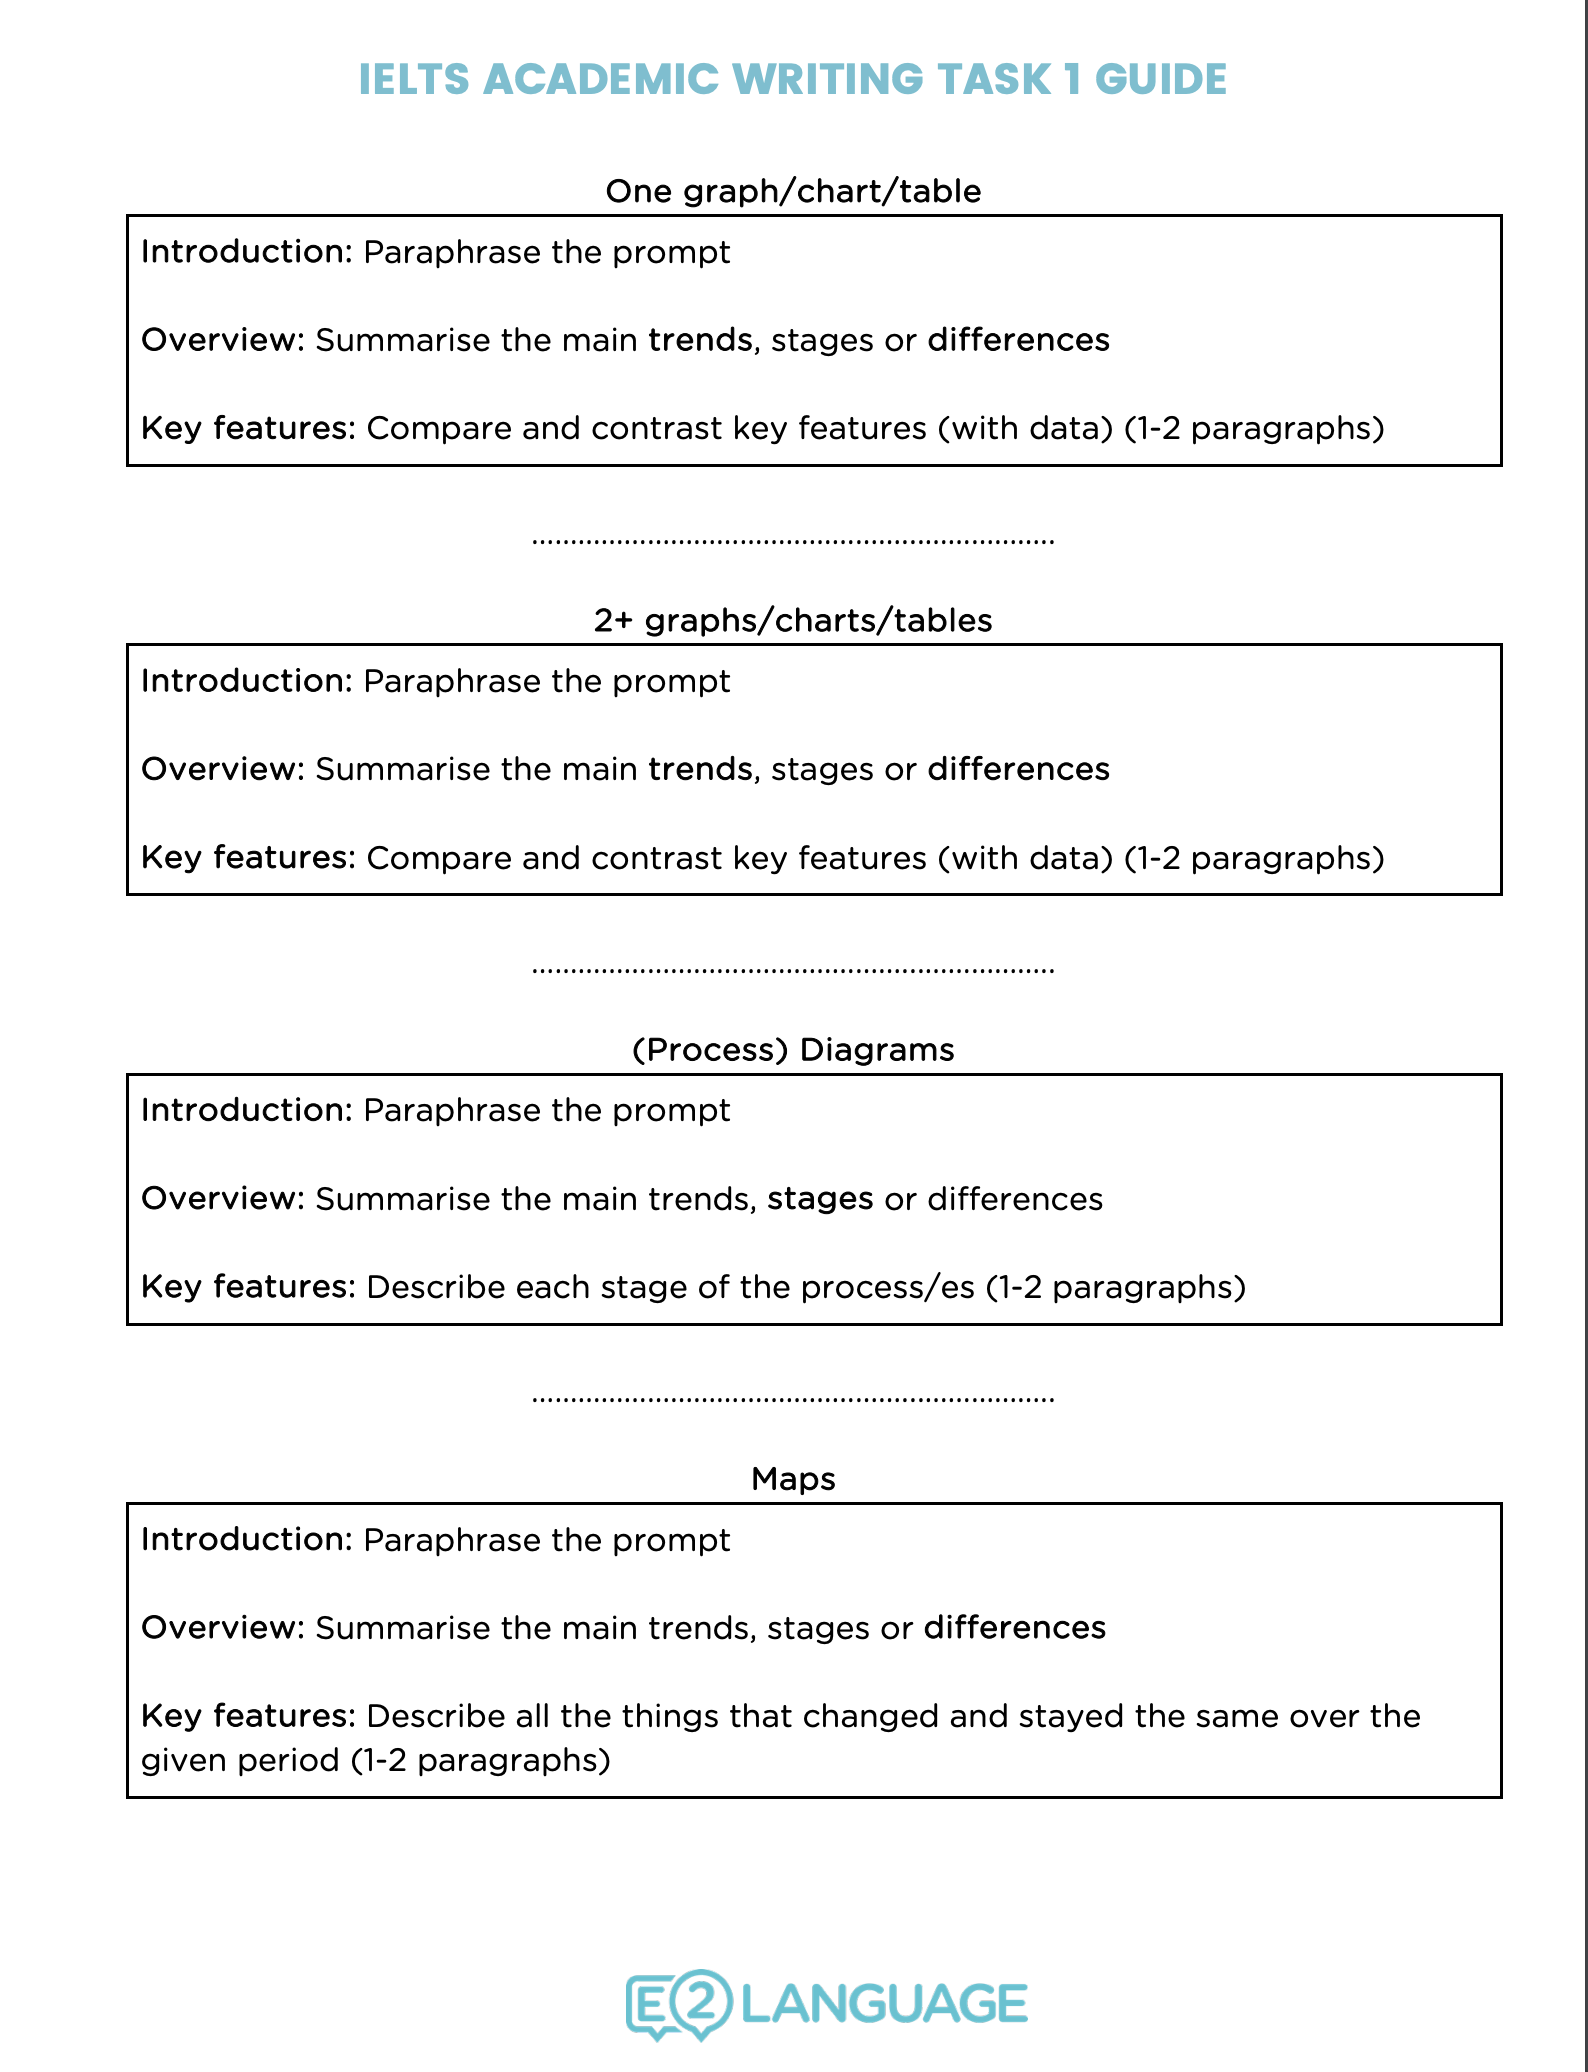 IELTS ACADEMIC WRITING TASK 1 GUIDE
One graph/chart/table
Introduction: Paraphrase the prompt
Overview: Summarise the main trends, stages or differences
Key features: Compare and contrast key features (with data) (1-2 paragraphs)
....................................................................
2+ graphs/charts/tables
Introduction: Paraphrase the prompt
Overview: Summarise the main trends, stages or differences
Key features: Compare and contrast key features (with data) (1-2 paragraphs)
....................................................................
(Process) Diagrams
Introduction: Paraphrase the prompt
Overview: Summarise the main trends, stages or differences
Key features: Describe each stage of the process/es (1-2 paragraphs)
....................................................................
Maps
Introduction: Paraphrase the prompt
Overview: Summarise the main trends, stages or differences
Key features: Describe all the things that changed and stayed the same over the
given period (1-2 paragraphs)
E2 LANGUAGE